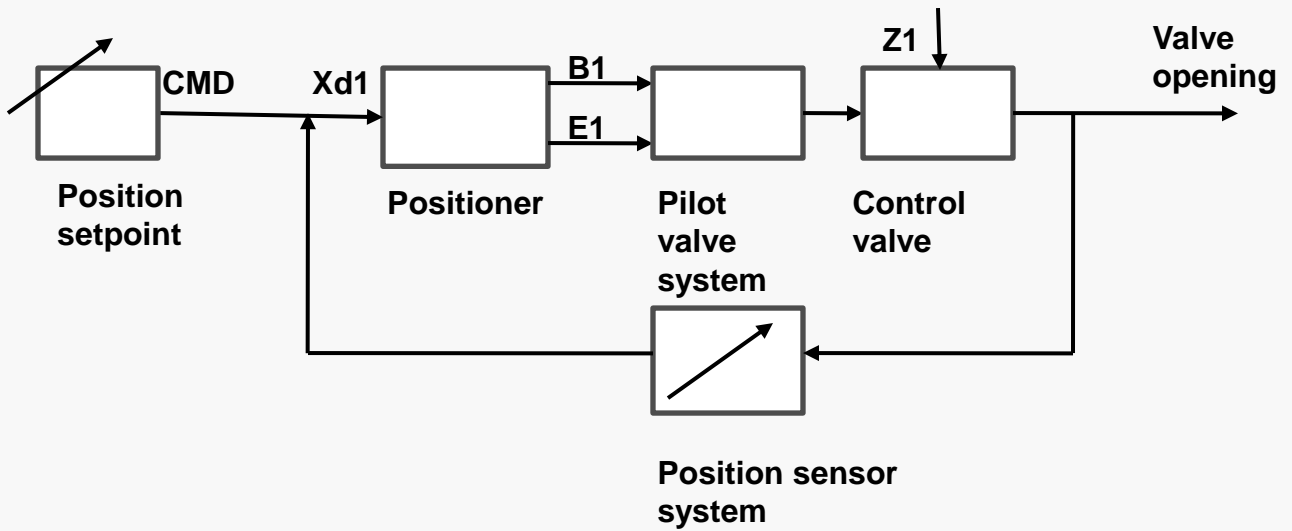 Z1
Valve
opening
CMD
Xd1
B1
E1
Position
setpoint
Positioner
Pilot
valve
system
Control
valve
Position sensor
system